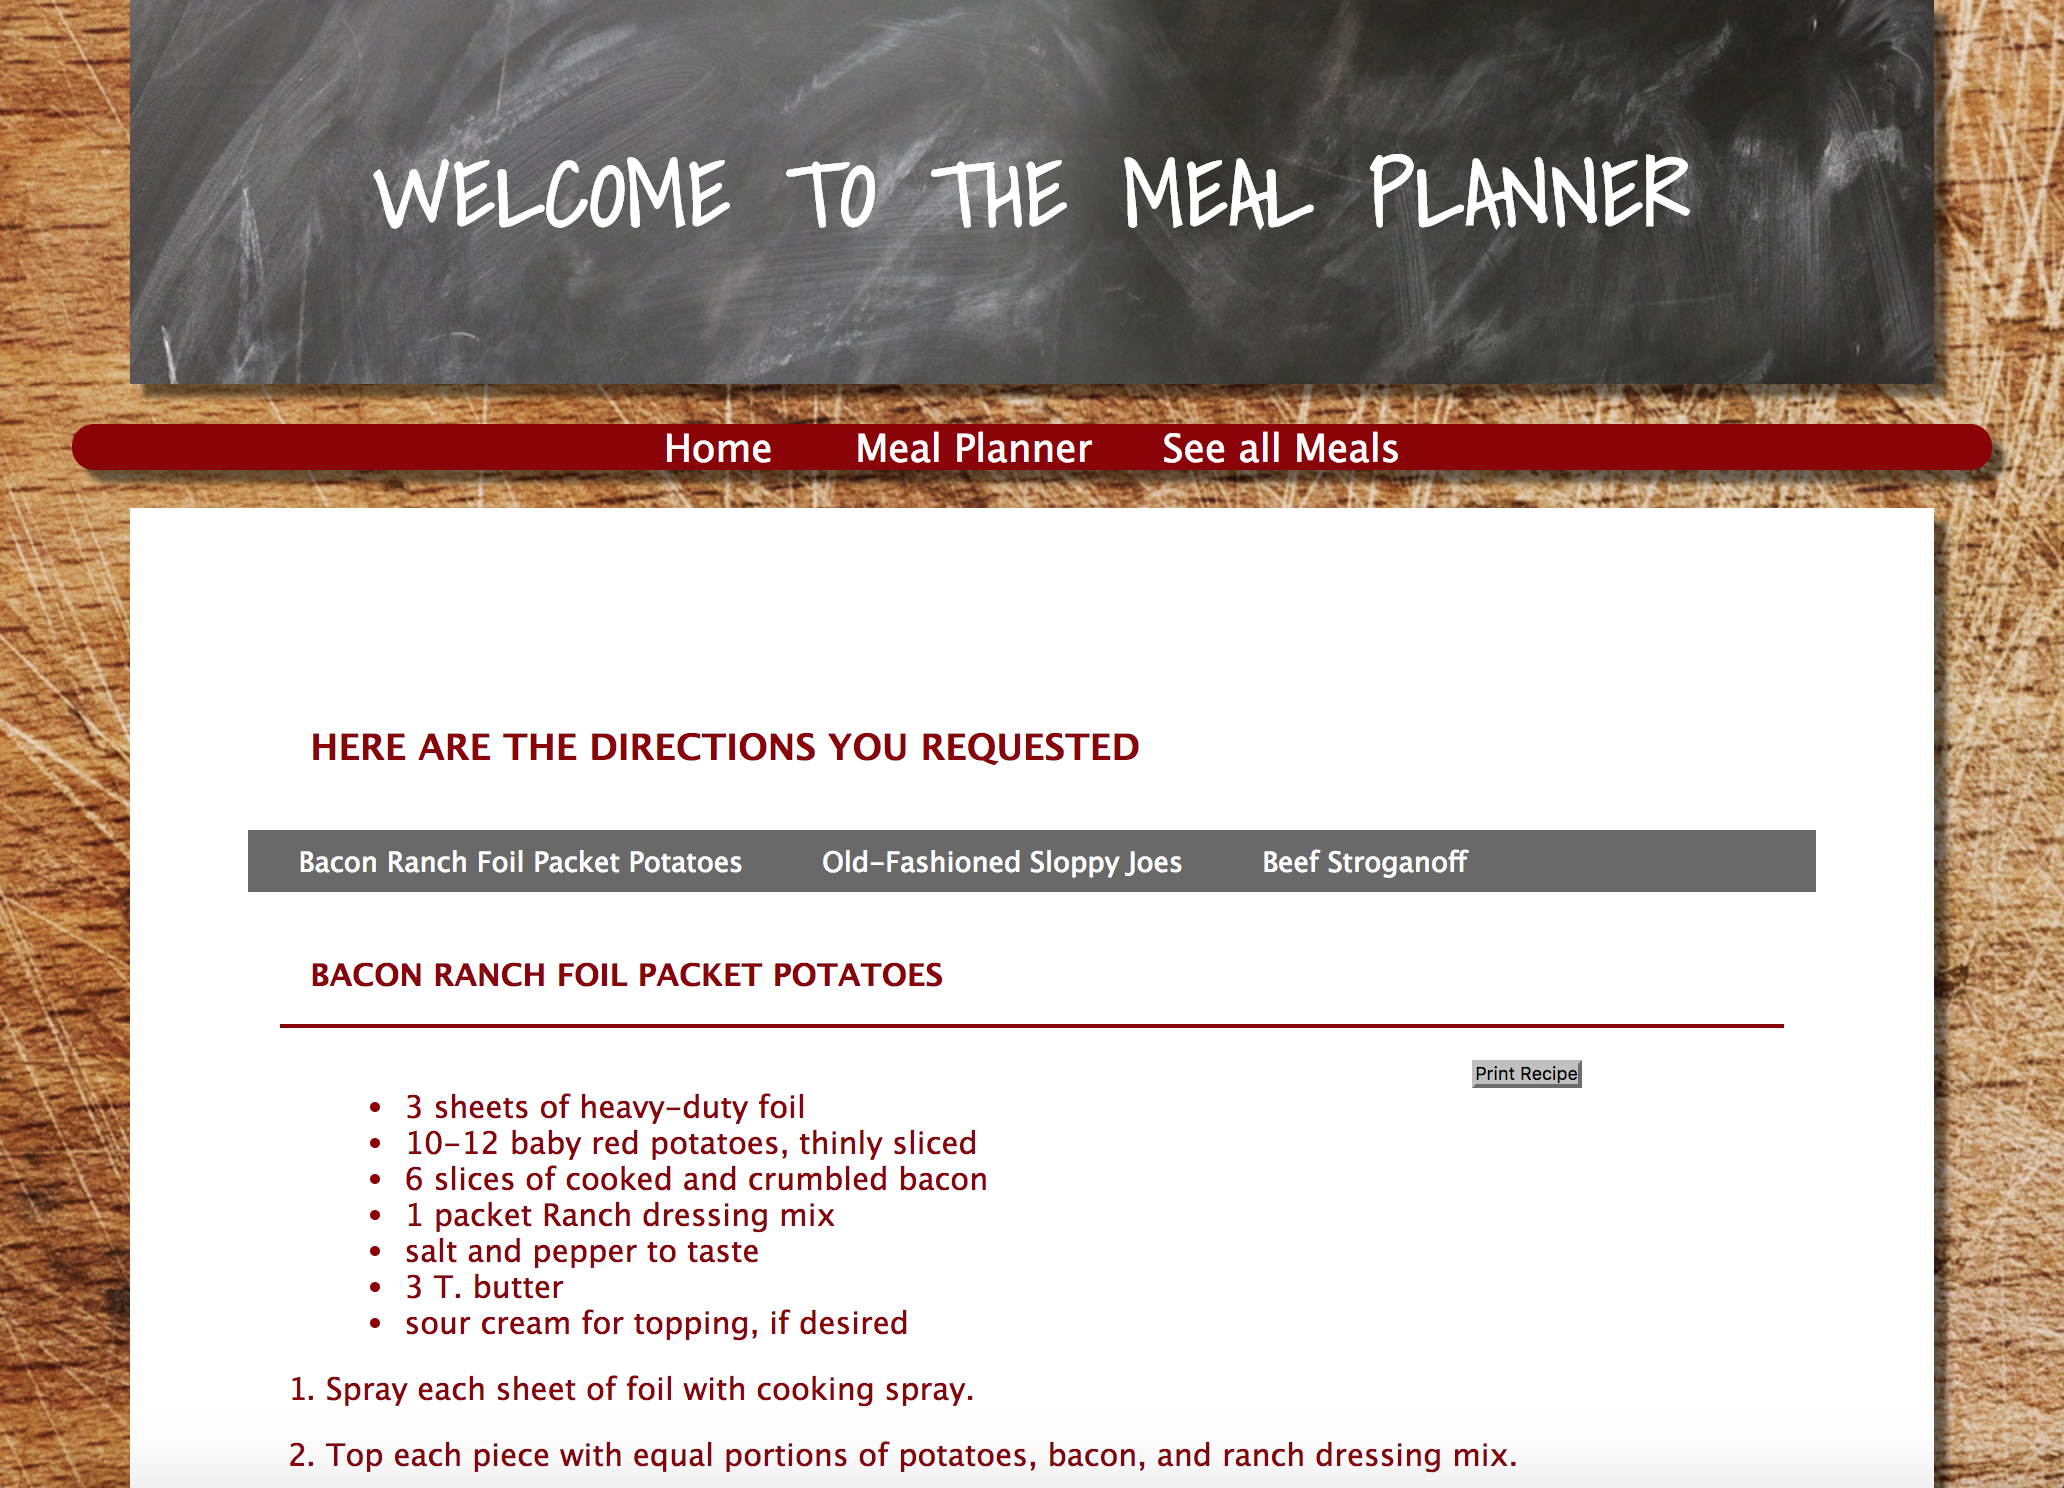 WELCOME TO THE MEAL PLANNER
Home Meal Planner See all Meals
HERE ARE THE DIRECTIONS YOU REQUESTED
Bacon Ranch Foil Packet Potatoes Old-Fashioned Sloppy Joes Beef Stroganoff
BACON RANCH FOIL PACKET POTATOES
Print Recipe
• 3 sheets of heavy-duty foil
• 10-12 baby red potatoes, thinly sliced
• 6 slices of cooked and crumbled bacon
• 1 packet Ranch dressing mix
• salt and pepper to taste
• 3 T. butter
• sour cream for topping, if desired
1. Spray each sheet of foil with cooking spray.
2. Top each piece with equal portions of potatoes, bacon, and ranch dressing mix.